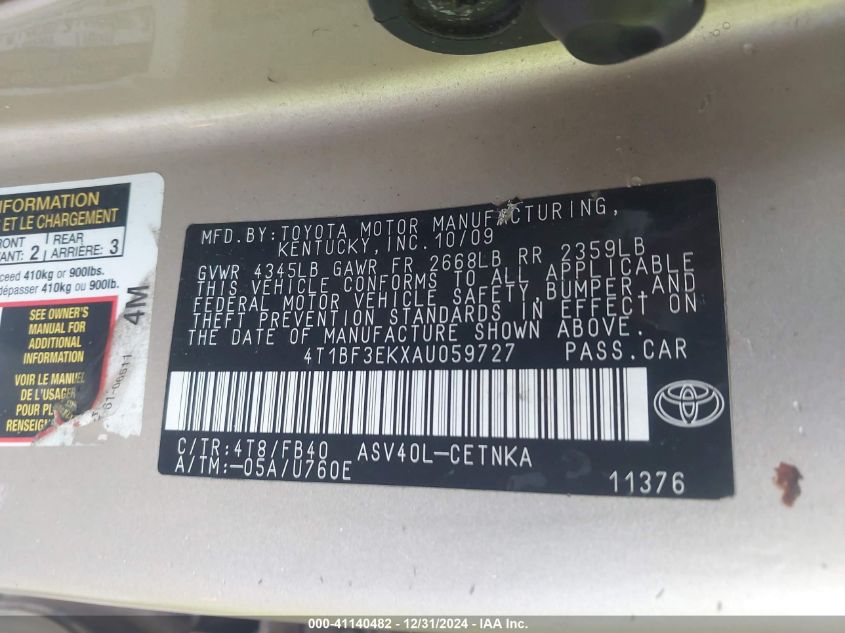 INFORMATION
ET LE CHARGEMENT
FRONT
2
REAR
ARRIÈRE:
3
410kg or 900lbs.
dépasser 410kg ou 900lb.
SEE OWNER'S
MANUAL FOR
ADDITIONAL
INFORMATION
VOIR LE MANUEL
DE L'USAGER
POUR PLUS
4M
MFD.BY:TOYOTA MOTOR MANUFACTURING,
KENTUCKY,INC.10/09
GVWR 4345LB GAWR FR 2668LB RR 2359LB
THIS VEHICLE CONFORMS TO ALL APPLICABLE
FEDERAL MOTOR VEHICLE SAFETY,BUMPER,AND
THEFT PREVENTION STANDARDS IN EFFECT ON
THE DATE OF MANUFACTURE SHOWN ABOVE.
4T1BF3EKXAU059727 PASS.CAR
C/TR:4T8/FB40 ASV40L-CETNKA
A/TM:-05A/U760E
11376
000-41140482 - 12/31/2024 - IAA Inc.